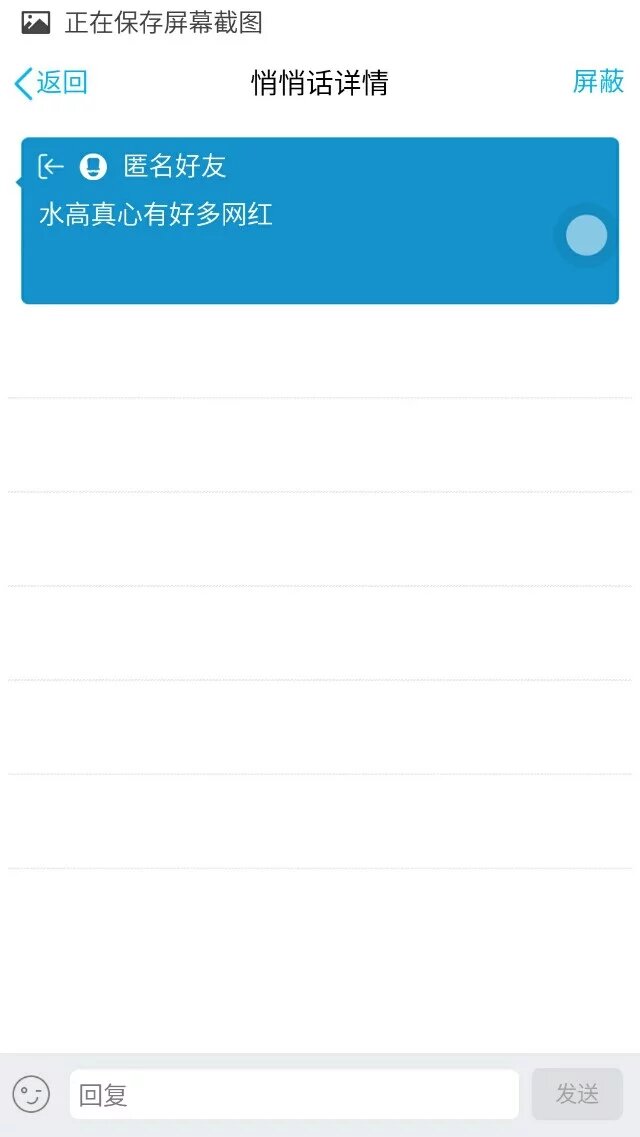 正在保存屏幕截图
返回
悄悄话详情
屏蔽
匿名好友
水高真心有好多网红
回复
发送